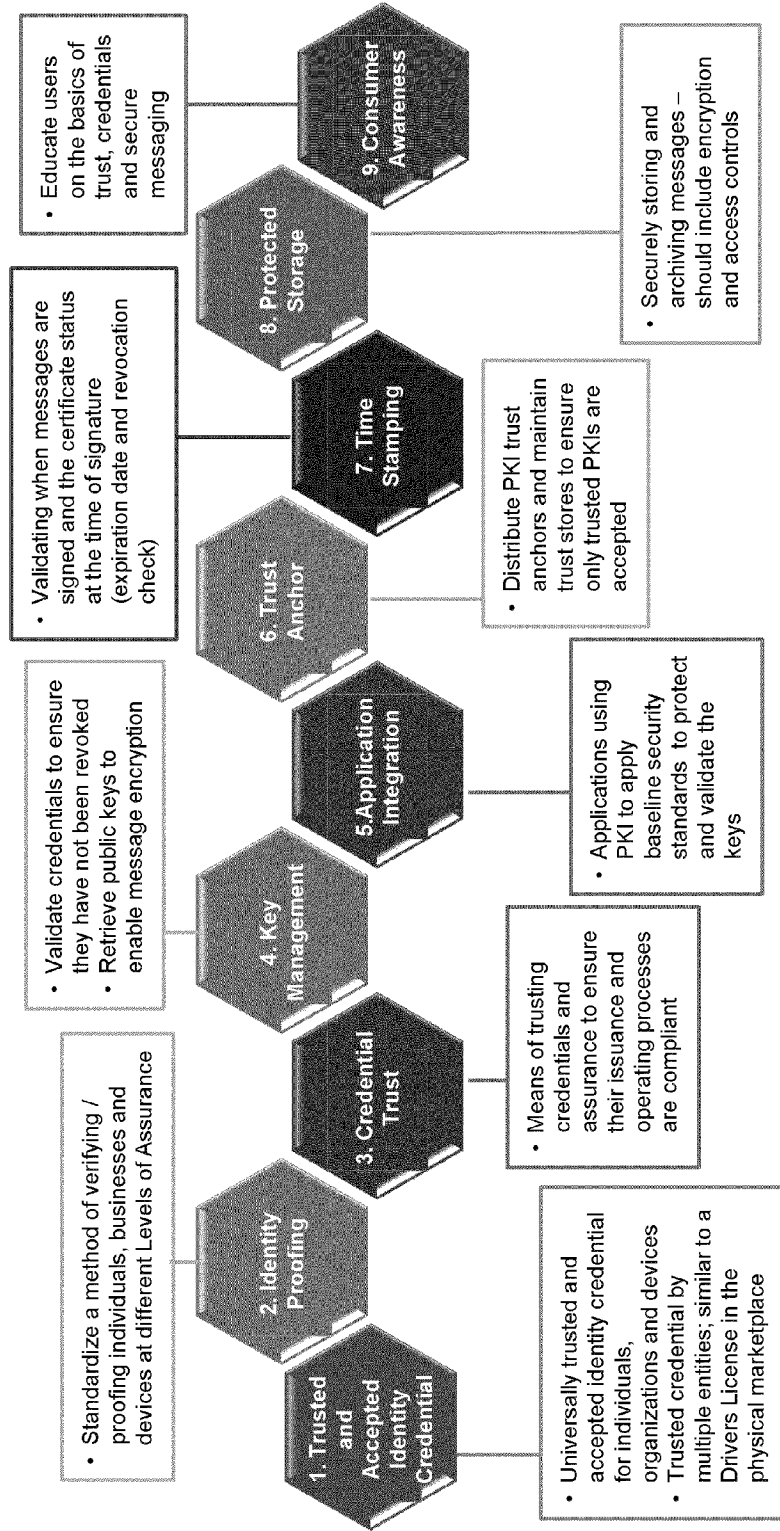 1. Trusted
and
Accepted
Identity
Credential
• Universally trusted and
accepted identity credential
for individuals,
organizations and devices
• Trusted credential by
multiple entities; similar to a
Drivers License in the
physical marketplace
2. Identity
Proofing
• Standardize a method of verifying /
proofing individuals, businesses and
devices at different Levels of Assurance
3. Credential
Trust
• Means of trusting
credentials and
assurance to ensure
their issuance and
operating processes
are compliant
4. Key
Management
• Validate credentials to ensure
they have not been revoked
• Retrieve public keys to
enable message encryption
5.Application
Integration
• Applications using
PKI to apply
baseline security
standards to protect
and validate the
keys
6. Trust
Anchor
• Distribute PKI trust
anchors and maintain
trust stores to ensure
only trusted PKIs are
accepted
7. Time
Stamping
• Validating when messages are
signed and the certificate status
at the time of signature
(expiration date and revocation
check)
8. Protected
Storage
• Securely storing and
archiving messages –
should include encryption
and access controls
9. Consumer
Awareness
• Educate users
on the basics of
trust, credentials
and secure
messaging